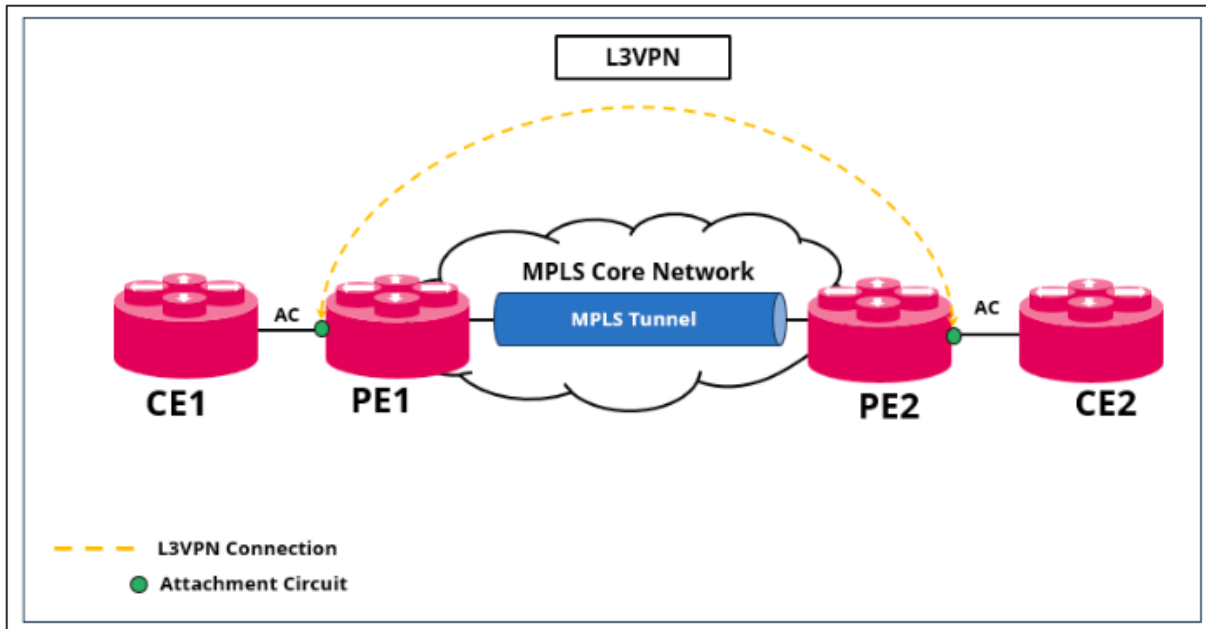 L3VPN
MPLS Core Network
AC
MPLS Tunnel
AC
CE1
PE1
PE2
CE2
L3VPN Connection
Attachment Circuit